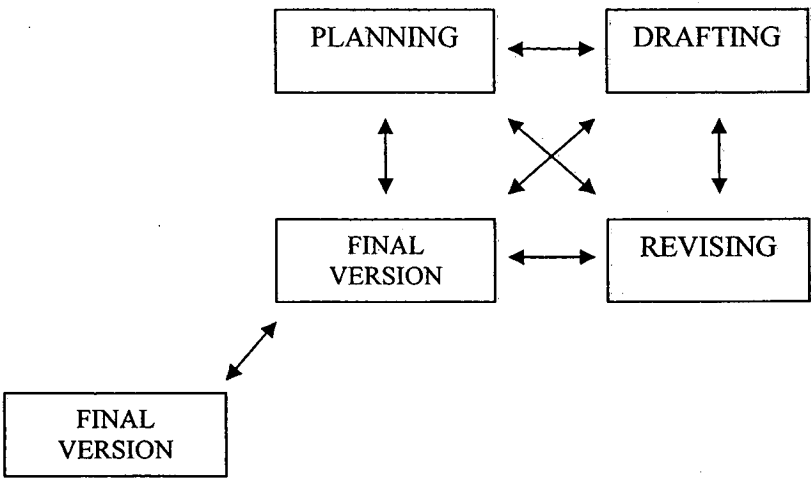 PLANNING
DRAFTING
FINAL
VERSION
REVISING
FINAL
VERSION